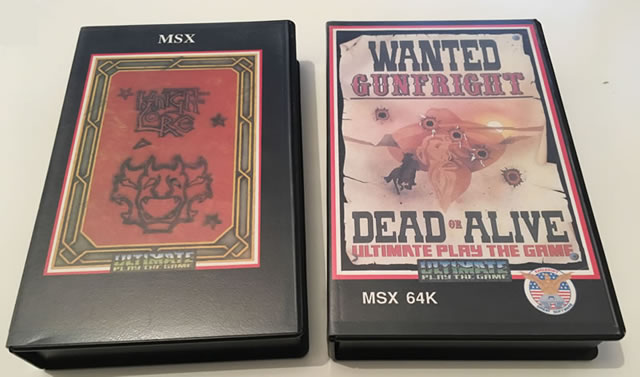 MSX
KNIGHT
LORE
ULTIMATE
PLAY THE GAME
WANTED
GUNFRIGHT
DEAD OR ALIVE
ULTIMATE PLAY THE GAME
ULTIMATE
PLAY THE GAME
MSX 64K